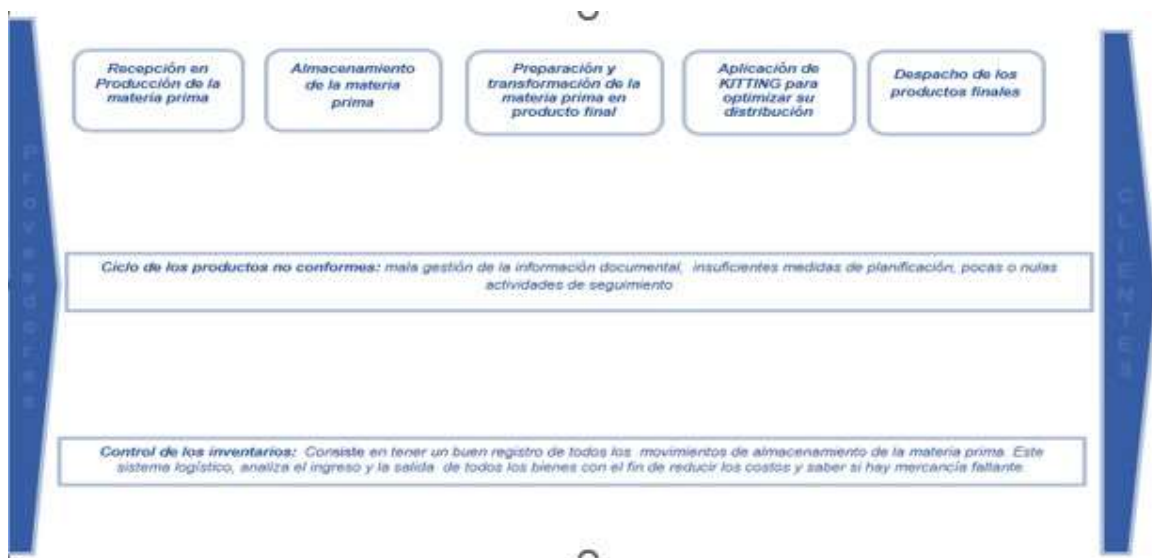 Recepción en
Producción de la
materia prima
Almacenamiento
de la materia
prima
Preparación y
transformación de la
materia prima en
producto final
Aplicación de
KITTING para
optimizar su
distribución
Despacho de los
productos finales
Proveedores
Ciclo de los productos no conformes: mala gestión de la información documental, insuficientes medidas de planificación, pocas o nulas
actividades de seguimiento
Control de los inventarios: Consiste en tener un buen registro de todos los movimientos de almacenamiento de la materia prima. Este
sistema logístico, analiza el ingreso y la salida de todos los bienes con el fin de reducir los costos y saber si hay mercancía faltante.
CLIENTES